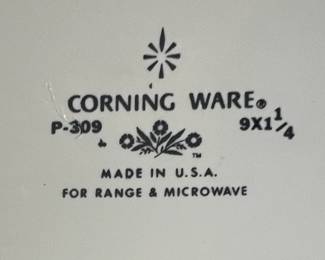 CORNING WARE®
P-309 9X1 1/4
™
MADE IN U.S.A.
FOR RANGE & MICROWAVE